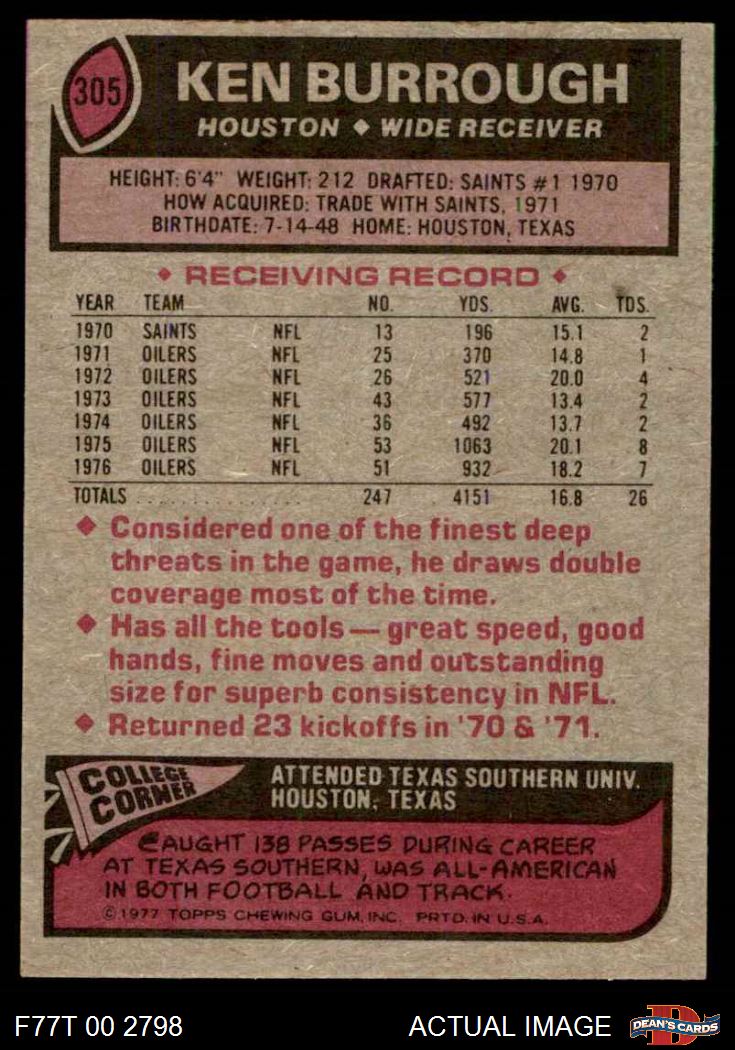 305
KEN BURROUGH
HOUSTON ◆ WIDE RECEIVER
HEIGHT: 6'4" WEIGHT: 212 DRAFTED: SAINTS #1 1970
HOW ACQUIRED: TRADE WITH SAINTS, 1971
BIRTHDATE: 7-14-48 HOME: HOUSTON, TEXAS
◆ RECEIVING RECORD ◆
YEAR TEAM NO. YDS. AVG. TDS.
1970 SAINTS NFL 13 196 15.1 2
1971 OILERS NFL 25 370 14.8 1
1972 OILERS NFL 26 521 20.0 4
1973 OILERS NFL 43 577 13.4 2
1974 OILERS NFL 36 492 13.7 2
1975 OILERS NFL 53 1063 20.1 8
1976 OILERS NFL 51 932 18.2 7
TOTALS . . . . . . . . . . . . . . . . . . 247 4151 16.8 26
◆ Considered one of the finest deep
threats in the game, he draws double
coverage most of the time.
◆ Has all the tools — great speed, good
hands, fine moves and outstanding
size for superb consistency in NFL.
◆ Returned 23 kickoffs in '70 & '71.
COLLEGE
CORNER
ATTENDED TEXAS SOUTHERN UNIV.
HOUSTON, TEXAS
CAUGHT 138 PASSES DURING CAREER
AT TEXAS SOUTHERN, WAS ALL-AMERICAN
IN BOTH FOOTBALL AND TRACK.
©1977 TOPPS CHEWING GUM, INC. PRTD. IN U.S.A.
F77T 00 2798 ACTUAL IMAGE D DEAN'S CARDS